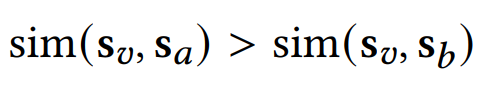 sim(s_v, s_a) > sim(s_v, s_b)